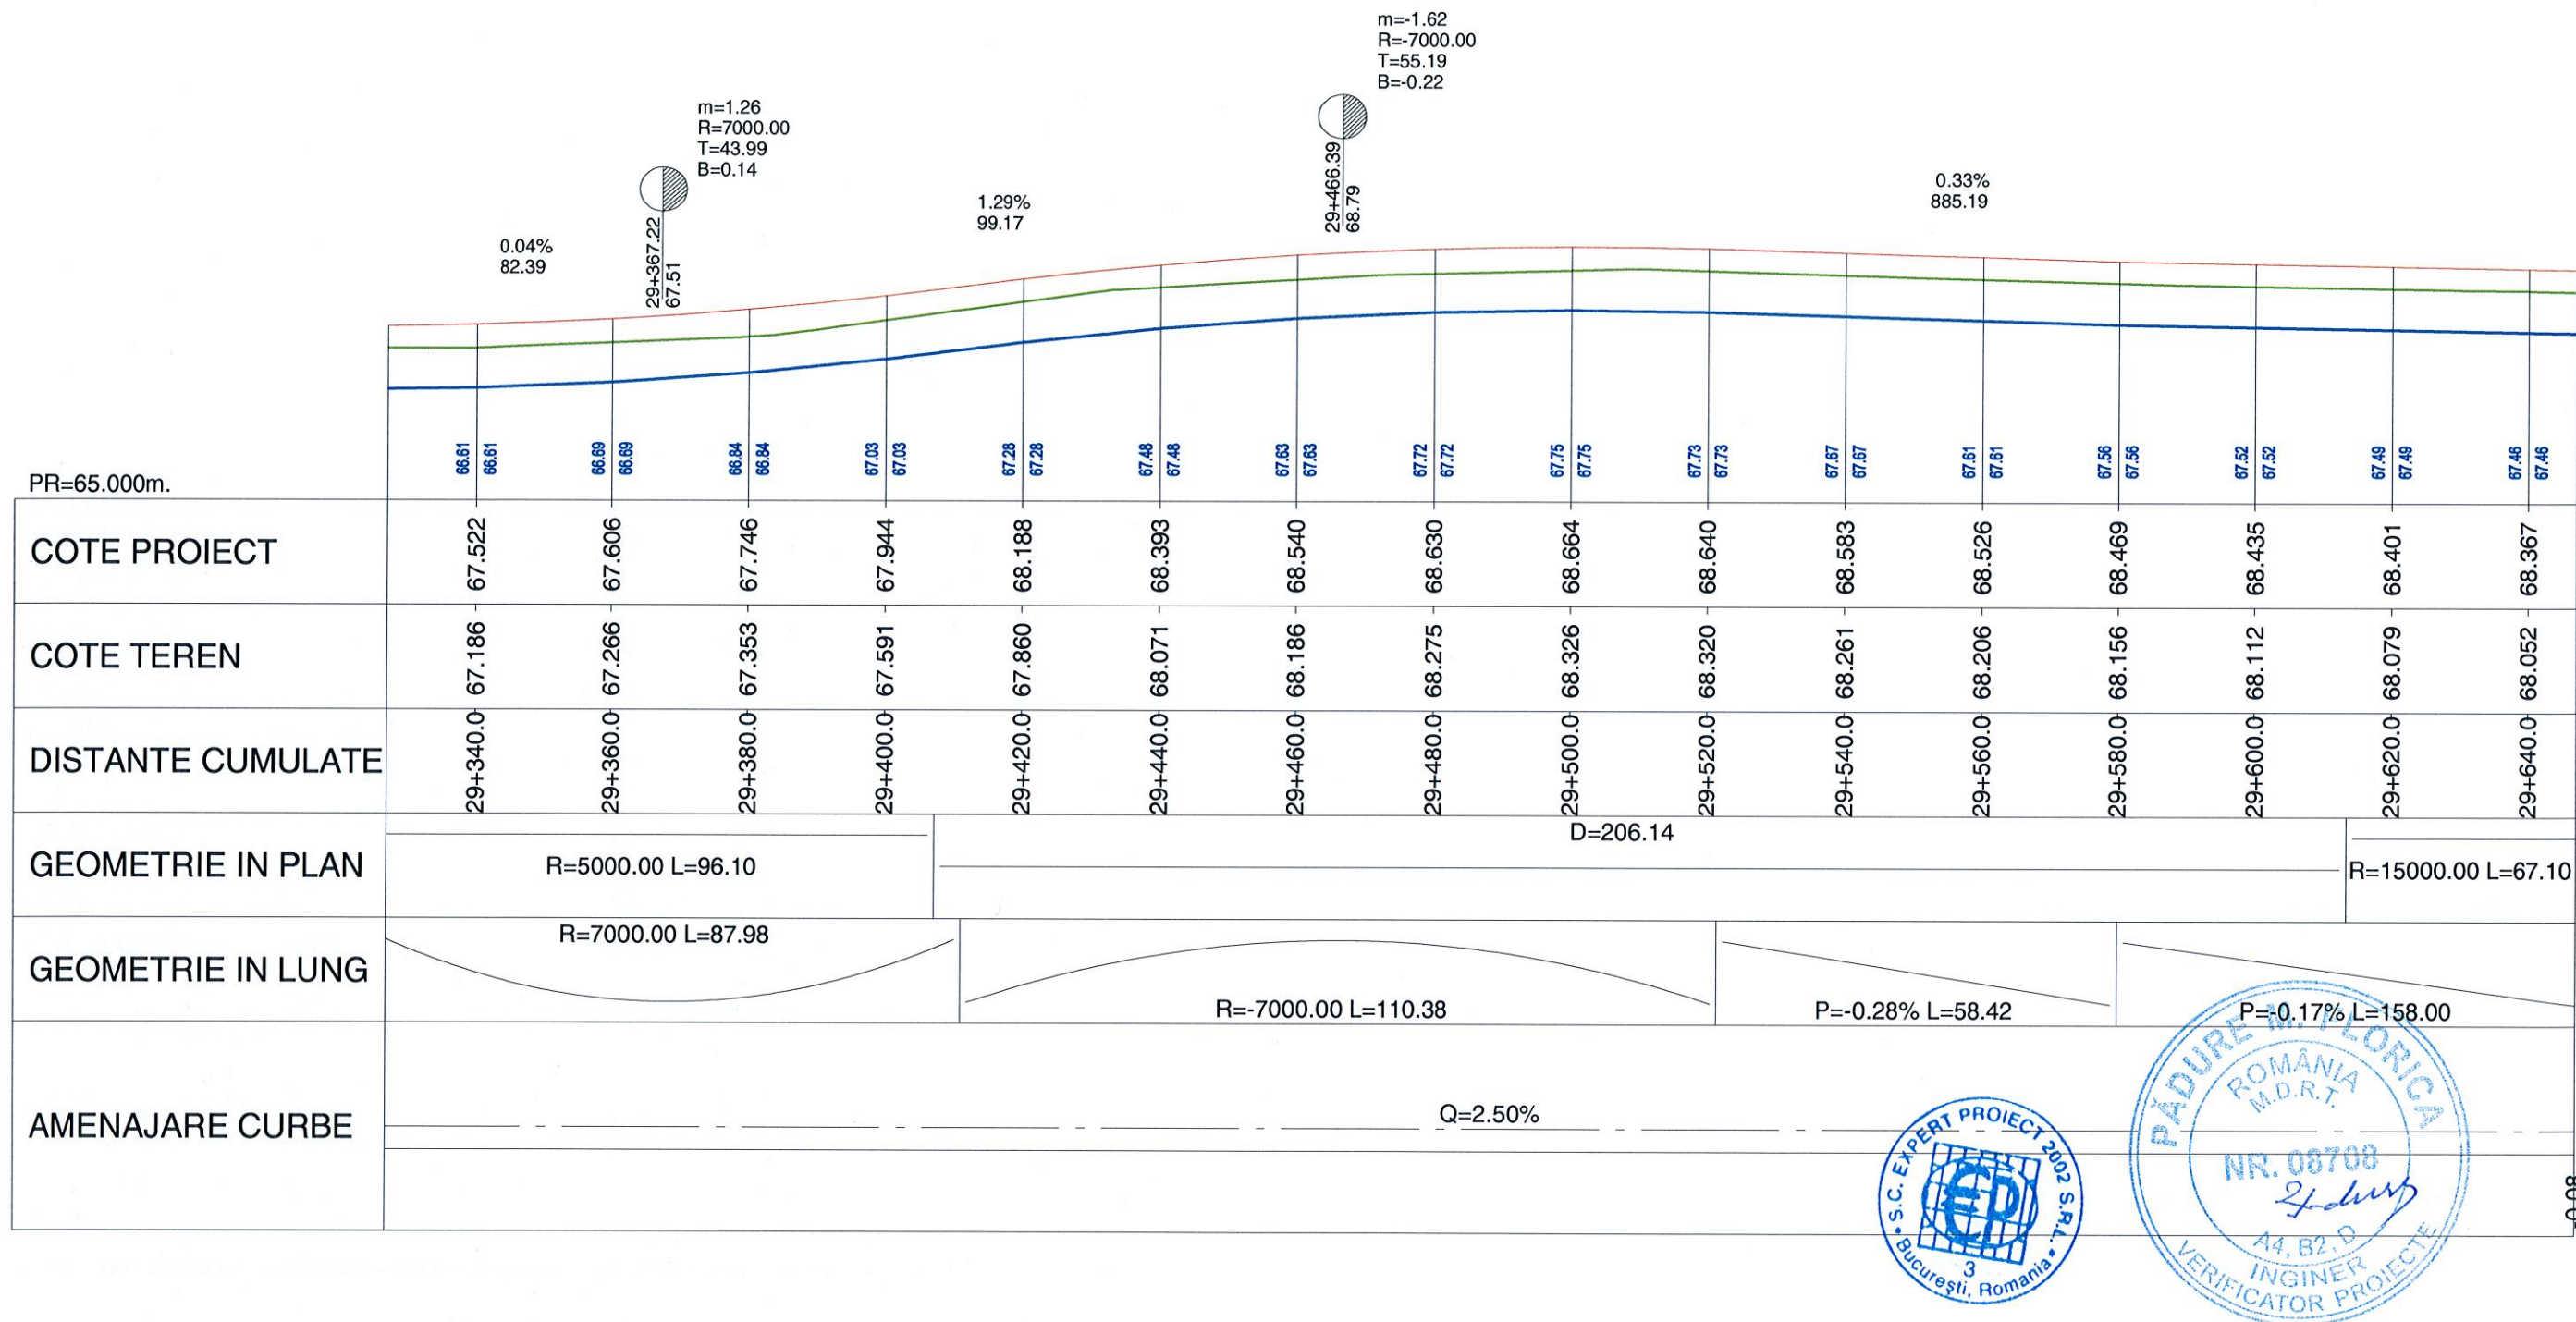 m=-1.62
R=-7000.00
T=55.19
B=-0.22
m=1.26
R=7000.00
T=43.99
B=0.14
29+466.39
68.79
0.33%
885.19
1.29%
99.17
29+367.22
67.51
0.04%
82.39
66.61 66.69 66.84 67.03 67.28 67.48 67.63 67.72 67.75 67.73 67.67 67.61 67.56 67.52 67.49 67.46
66.61 66.69 66.84 67.03 67.28 67.48 67.63 67.72 67.75 67.73 67.67 67.61 67.56 67.52 67.49 67.46
PR=65.000m.
COTE PROIECT 67.522 67.606 67.746 67.944 68.188 68.393 68.540 68.630 68.664 68.640 68.583 68.526 68.469 68.435 68.401 68.367
COTE TEREN 67.186 67.266 67.353 67.591 67.860 68.071 68.186 68.275 68.326 68.320 68.261 68.206 68.156 68.112 68.079 68.052
DISTANTE CUMULATE 29+340.0 29+360.0 29+380.0 29+400.0 29+420.0 29+440.0 29+460.0 29+480.0 29+500.0 29+520.0 29+540.0 29+560.0 29+580.0 29+600.0 29+620.0 29+640.0
GEOMETRIE IN PLAN R=5000.00 L=96.10 D=206.14 R=15000.00 L=67.10
GEOMETRIE IN LUNG R=7000.00 L=87.98 R=-7000.00 L=110.38 P=-0.28% L=58.42 P=-0.17% L=158.00
AMENAJARE CURBE Q=2.50%
S.C. EXPERT PROIECT 2002 S.R.L.
EP
3
București, Romania
PĂDURE M. FLORICA
ROMÂNIA
M.D.R.T.
NR. 08708
A4, B2, D
INGINER
VERIFICATOR PROIECTE